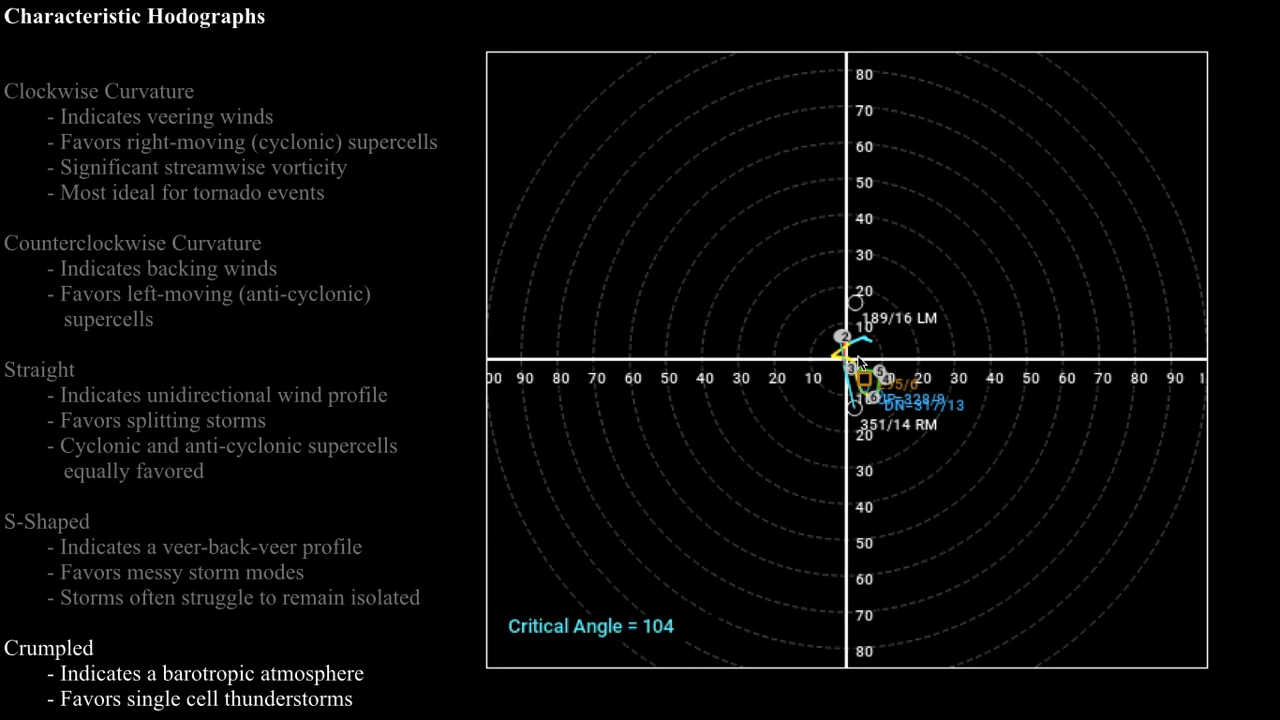 Characteristic Hodographs
Clockwise Curvature
- Indicates veering winds
- Favors right-moving (cyclonic) supercells
- Significant streamwise vorticity
- Most ideal for tornado events
Counterclockwise Curvature
- Indicates backing winds
- Favors left-moving (anti-cyclonic)
supercells
Straight
- Indicates unidirectional wind profile
- Favors splitting storms
- Cyclonic and anti-cyclonic supercells
equally favored
S-Shaped
- Indicates a veer-back-veer profile
- Favors messy storm modes
- Storms often struggle to remain isolated
Crumpled
- Indicates a barotropic atmosphere
- Favors single cell thunderstorms
80
70
60
50
40
30
20
189/16 LM
10
2
3
5
00 90 80 70 60 50 40 30 20 10 20 30 40 50 60 70 80 90 1
DN=317/13
351/14 RM
20
30
40
50
60
70
80
Critical Angle = 104